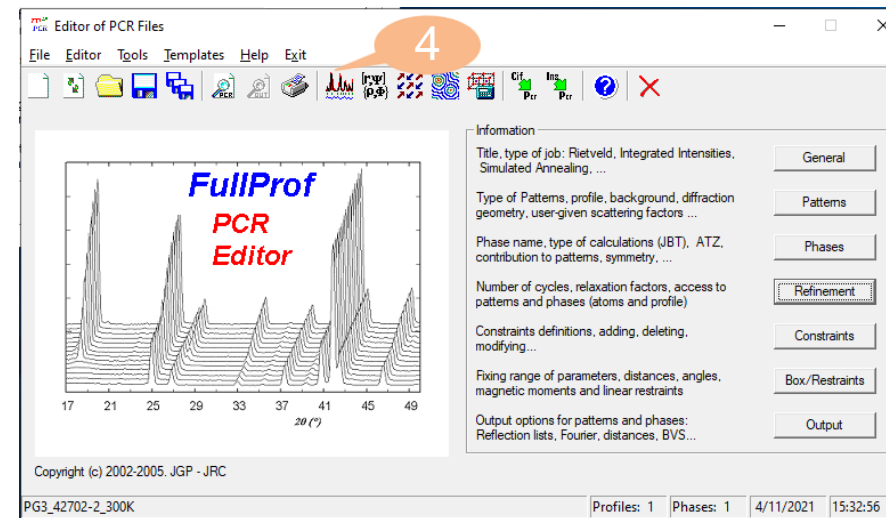 Editor of PCR Files
File Editor Tools Templates Help Exit
4
PCR
OUT
[r,ψ]
{ρ,Φ}
Cif
Pcr
Ins
Pcr
FullProf
PCR
Editor
17 21 25 29 33 37 41 45 49
2θ (°)
Copyright (c) 2002-2005. JGP - JRC
Information
Title, type of job: Rietveld, Integrated Intensities,
Simulated Annealing, ...
General
Type of Patterns, profile, background, diffraction
geometry, user-given scattering factors ...
Patterns
Phase name, type of calculations (JBT), ATZ,
contribution to patterns, symmetry, ...
Phases
Number of cycles, relaxation factors, access to
patterns and phases (atoms and profile)
Refinement
Constraints definitions, adding, deleting,
modifying...
Constraints
Fixing range of parameters, distances, angles,
magnetic moments and linear restraints
Box/Restraints
Output options for patterns and phases:
Reflection lists, Fourier, distances, BVS...
Output
PG3_42702-2_300K Profiles: 1 Phases: 1 4/11/2021 15:32:56